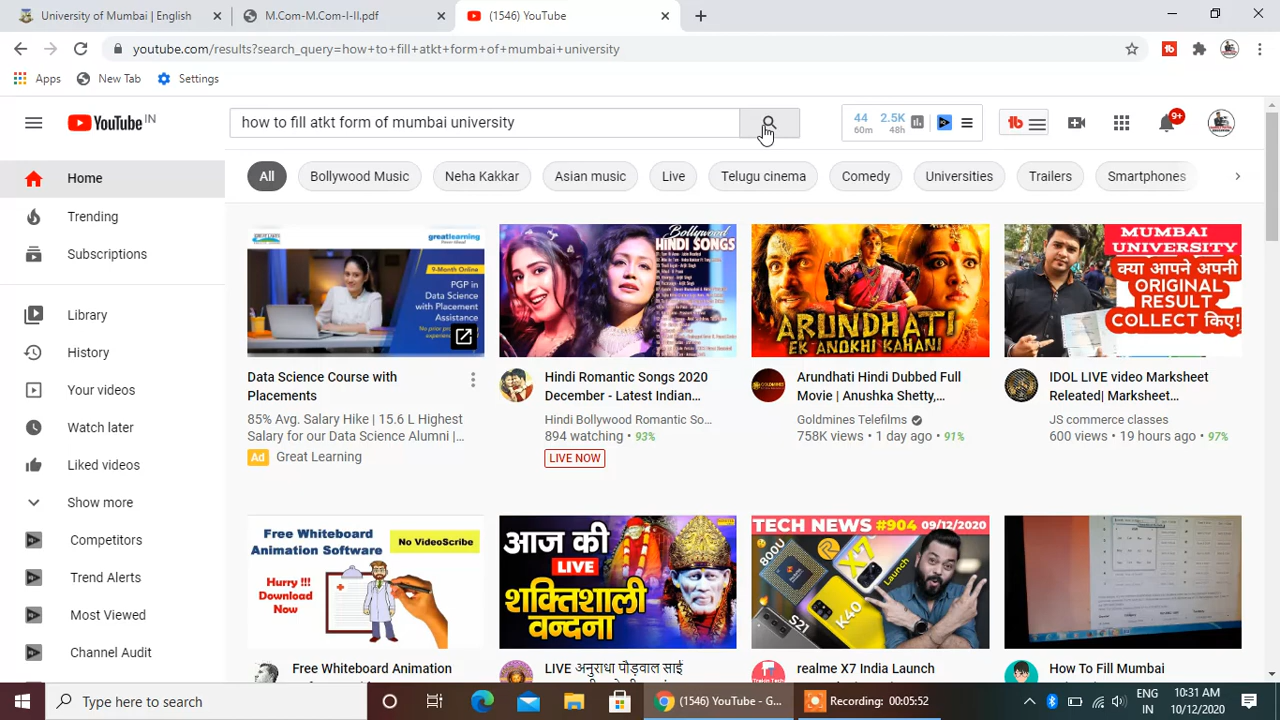 University of Mumbai | English
M.Com-M.Com-I-II.pdf
(1546) YouTube
youtube.com/results?search_query=how+to+fill+atkt+form+of+mumbai+university
Apps
New Tab
Settings
YouTube IN
how to fill atkt form of mumbai university
44
60m
2.5K
48h
9+
All
Bollywood Music
Neha Kakkar
Asian music
Live
Telugu cinema
Comedy
Universities
Trailers
Smartphones
Home
Trending
Subscriptions
Library
History
Your videos
Watch later
Liked videos
Show more
Competitors
Trend Alerts
Most Viewed
Channel Audit
greatlearning
9-Month Online
PGP in
Data Science
with Placement
Assistance
Data Science Course with
Placements
85% Avg. Salary Hike | 15.6 L Highest
Salary for our Data Science Alumni |...
Ad Great Learning
Bollywood
HINDI SONGS
Hindi Romantic Songs 2020
December - Latest Indian...
Hindi Bollywood Romantic So...
894 watching • 93%
LIVE NOW
ARUNDHATI
EK ANOKHI KAHANI
Arundhati Hindi Dubbed Full
Movie | Anushka Shetty,...
Goldmines Telefilms
758K views • 1 day ago • 91%
MUMBAI
UNIVERSITY
क्या आपने अपनी
ORIGINAL
RESULT
COLLECT किए!
IDOL LIVE video Marksheet
Releated| Marksheet...
JS commerce classes
600 views • 19 hours ago • 97%
Free Whiteboard
Animation Software
No VideoScribe
Hurry !!!
Download
Now
Free Whiteboard Animation
आज की
LIVE
शक्तिशाली
वन्दना
LIVE अनुराधा पौड़वाल साई
TECH NEWS #904 09/12/2020
800U
X7
Launch
K40
S21
realme X7 India Launch
How To Fill Mumbai
Type here to search
(1546) YouTube - G...
Recording: 00:05:52
ENG
IN
10:31 AM
10/12/2020